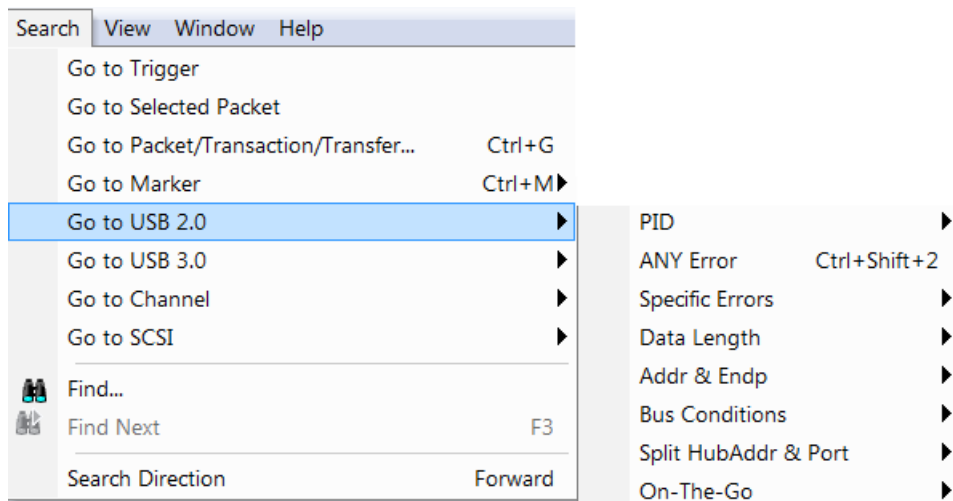 Search View Window Help
Go to Trigger
Go to Selected Packet
Go to Packet/Transaction/Transfer... Ctrl+G
Go to Marker Ctrl+M
Go to USB 2.0
Go to USB 3.0
Go to Channel
Go to SCSI
Find...
Find Next F3
Search Direction Forward
PID
ANY Error Ctrl+Shift+2
Specific Errors
Data Length
Addr & Endp
Bus Conditions
Split HubAddr & Port
On-The-Go